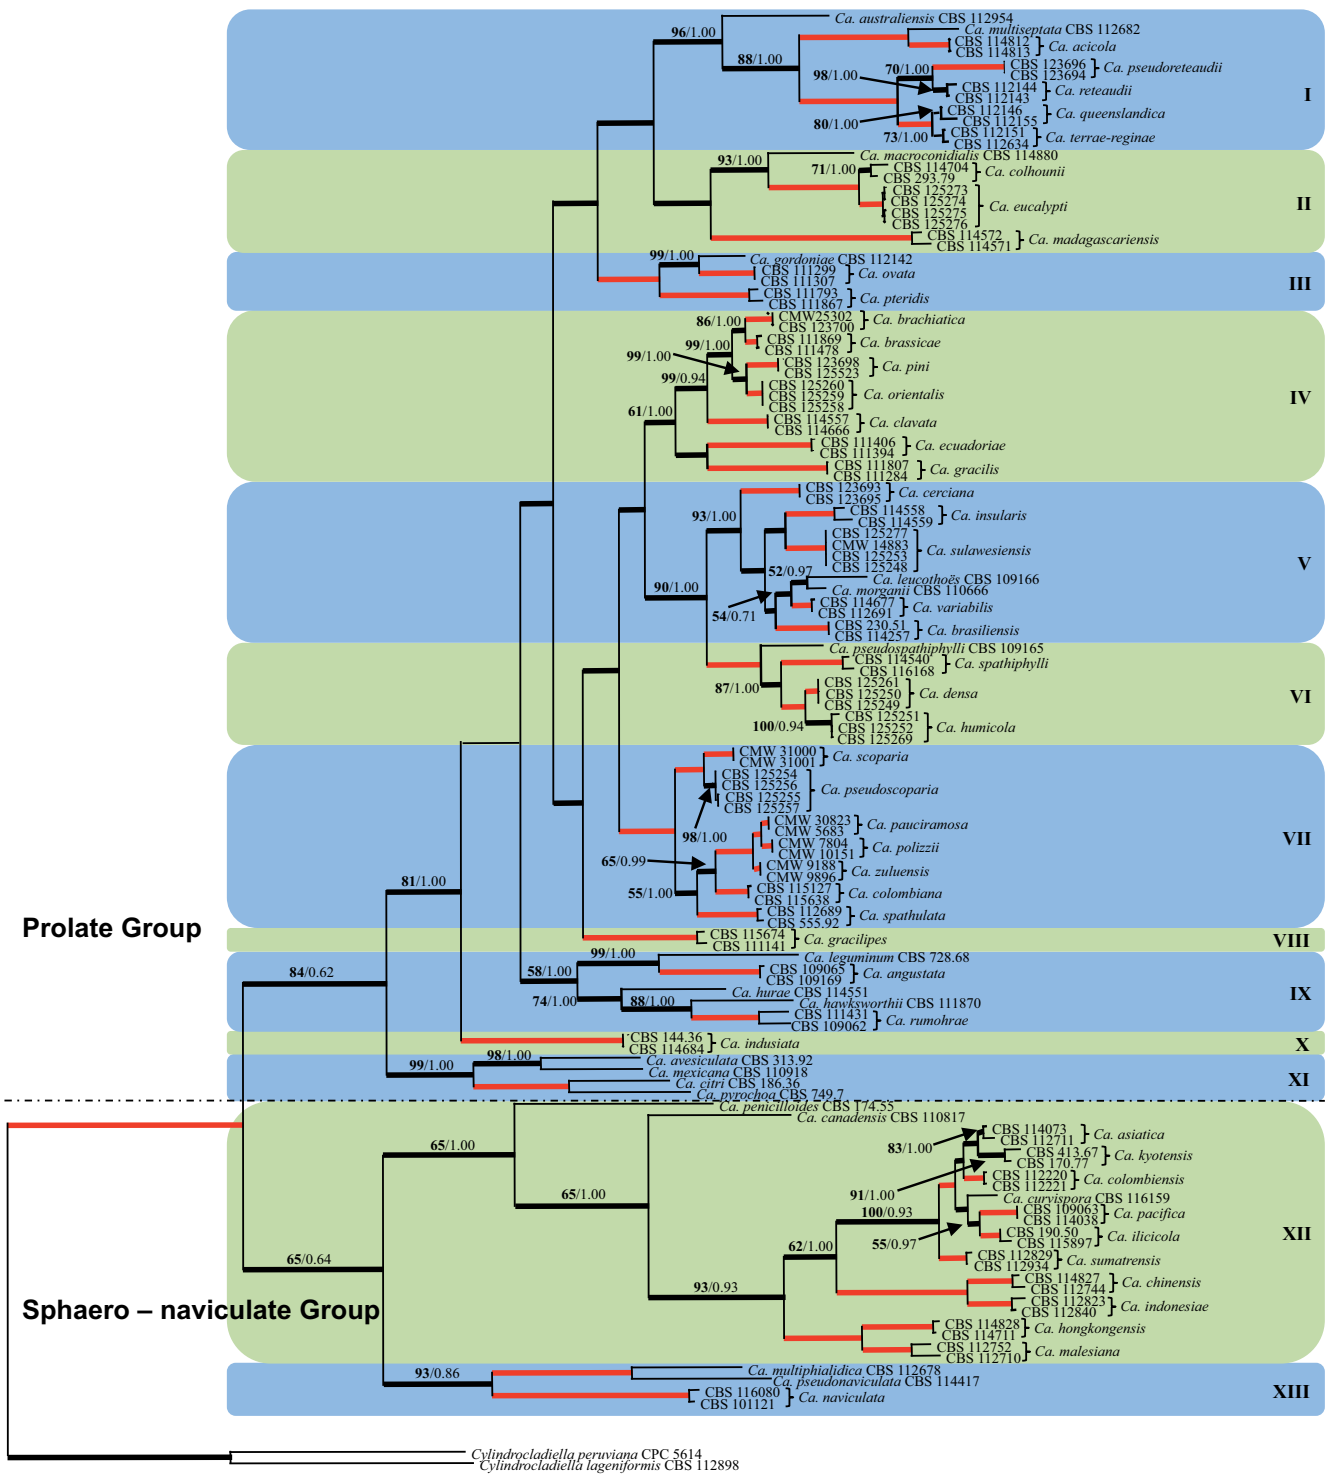 Ca. australiensis CBS 112954
96/1.00
Ca. multiseptata CBS 112682
CBS 114812
CBS 114813
Ca. acicola
88/1.00
70/1.00
CBS 123696
CBS 123694
Ca. pseudoreteaudii
98/1.00
CBS 112144
CBS 112143
Ca. reteaudii
I
CBS 112146
CBS 112155
Ca. queenslandica
80/1.00
73/1.00
CBS 112151
CBS 112634
Ca. terrae-reginae
Ca. macroconidialis CBS 114880
93/1.00
71/1.00
CBS 114704
CBS 293.79
Ca. colhounii
CBS 125273
CBS 125274
CBS 125275
CBS 125276
Ca. eucalypti
II
CBS 114572
CBS 114571
Ca. madagascariensis
99/1.00
Ca. gordoniae CBS 112142
CBS 111299
CBS 111307
Ca. ovata
III
CBS 111793
CBS 111867
Ca. pteridis
86/1.00
CMW25302
CBS 123700
Ca. brachiatica
99/1.00
CBS 111869
CBS 111478
Ca. brassicae
99/1.00
CBS 123698
CBS 125523
Ca. pini
99/0.94
CBS 125260
CBS 125259
CBS 125258
Ca. orientalis
IV
61/1.00
CBS 114557
CBS 114666
Ca. clavata
CBS 111406
CBS 111394
Ca. ecuadoriae
CBS 111807
CBS 111284
Ca. gracilis
CBS 123693
CBS 123695
Ca. cerciana
93/1.00
CBS 114558
CBS 114559
Ca. insularis
CBS 125277
CMW 14883
CBS 125253
CBS 125248
Ca. sulawesiensis
V
52/0.97
Ca. leucothoës CBS 109166
90/1.00
Ca. morganii CBS 110666
CBS 114677
CBS 112691
Ca. variabilis
54/0.71
CBS 230.51
CBS 114257
Ca. brasiliensis
Ca. pseudospathiphylli CBS 109165
CBS 114540
CBS 116168
Ca. spathiphylli
87/1.00
CBS 125261
CBS 125250
CBS 125249
Ca. densa
VI
100/0.94
CBS 125251
CBS 125252
CBS 125269
Ca. humicola
CMW 31000
CMW 31001
Ca. scoparia
CBS 125254
CBS 125256
CBS 125255
CBS 125257
Ca. pseudoscoparia
98/1.00
CMW 30823
CMW 5683
Ca. pauciramosa
VII
CMW 7804
CMW 10151
Ca. polizzii
65/0.99
CMW 9188
CMW 9896
Ca. zuluensis
55/1.00
CBS 115127
CBS 115638
Ca. colombiana
81/1.00
CBS 112689
CBS 555.92
Ca. spathulata
Prolate Group
CBS 115674
CBS 111141
Ca. gracilipes
VIII
99/1.00
Ca. leguminum CBS 728.68
84/0.62
58/1.00
CBS 109065
CBS 109169
Ca. angustata
IX
74/1.00
Ca. hurae CBS 114551
88/1.00
Ca. hawksworthii CBS 111870
CBS 111431
CBS 109062
Ca. rumohrae
CBS 144.36
CBS 114684
Ca. indusiata
X
98/1.00
Ca. avesiculata CBS 313.92
99/1.00
Ca. mexicana CBS 110918
XI
Ca. citri CBS 186.36
Ca. pyrochoa CBS 749.7
Ca. penicilloides CBS 174.55
Ca. canadensis CBS 110817
65/1.00
CBS 114073
CBS 112711
Ca. asiatica
83/1.00
CBS 413.67
CBS 170.77
Ca. kyotensis
CBS 112220
CBS 112221
Ca. colombiensis
65/1.00
91/1.00
Ca. curvispora CBS 116159
100/0.93
CBS 109063
CBS 114038
Ca. pacifica
XII
62/1.00
55/0.97
CBS 190.50
CBS 115897
Ca. ilicicola
65/0.64
CBS 112829
CBS 112934
Ca. sumatrensis
93/0.93
CBS 114827
CBS 112744
Ca. chinensis
Sphaero – naviculate Group
CBS 112823
CBS 112840
Ca. indonesiae
CBS 114828
CBS 114711
Ca. hongkongensis
CBS 112752
CBS 112710
Ca. malesiana
93/0.86
Ca. multiphialidica CBS 112678
Ca. pseudonaviculata CBS 114417
CBS 116080
CBS 101121
Ca. naviculata
XIII
Cylindrocladiella peruviana CPC 5614
Cylindrocladiella lageniformis CBS 112898